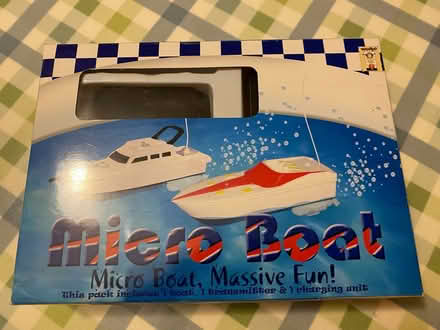 Micro Boat
Micro Boat, Massive Fun!
This pack includes 1 boat, 1 transmitter & 1 charging unit